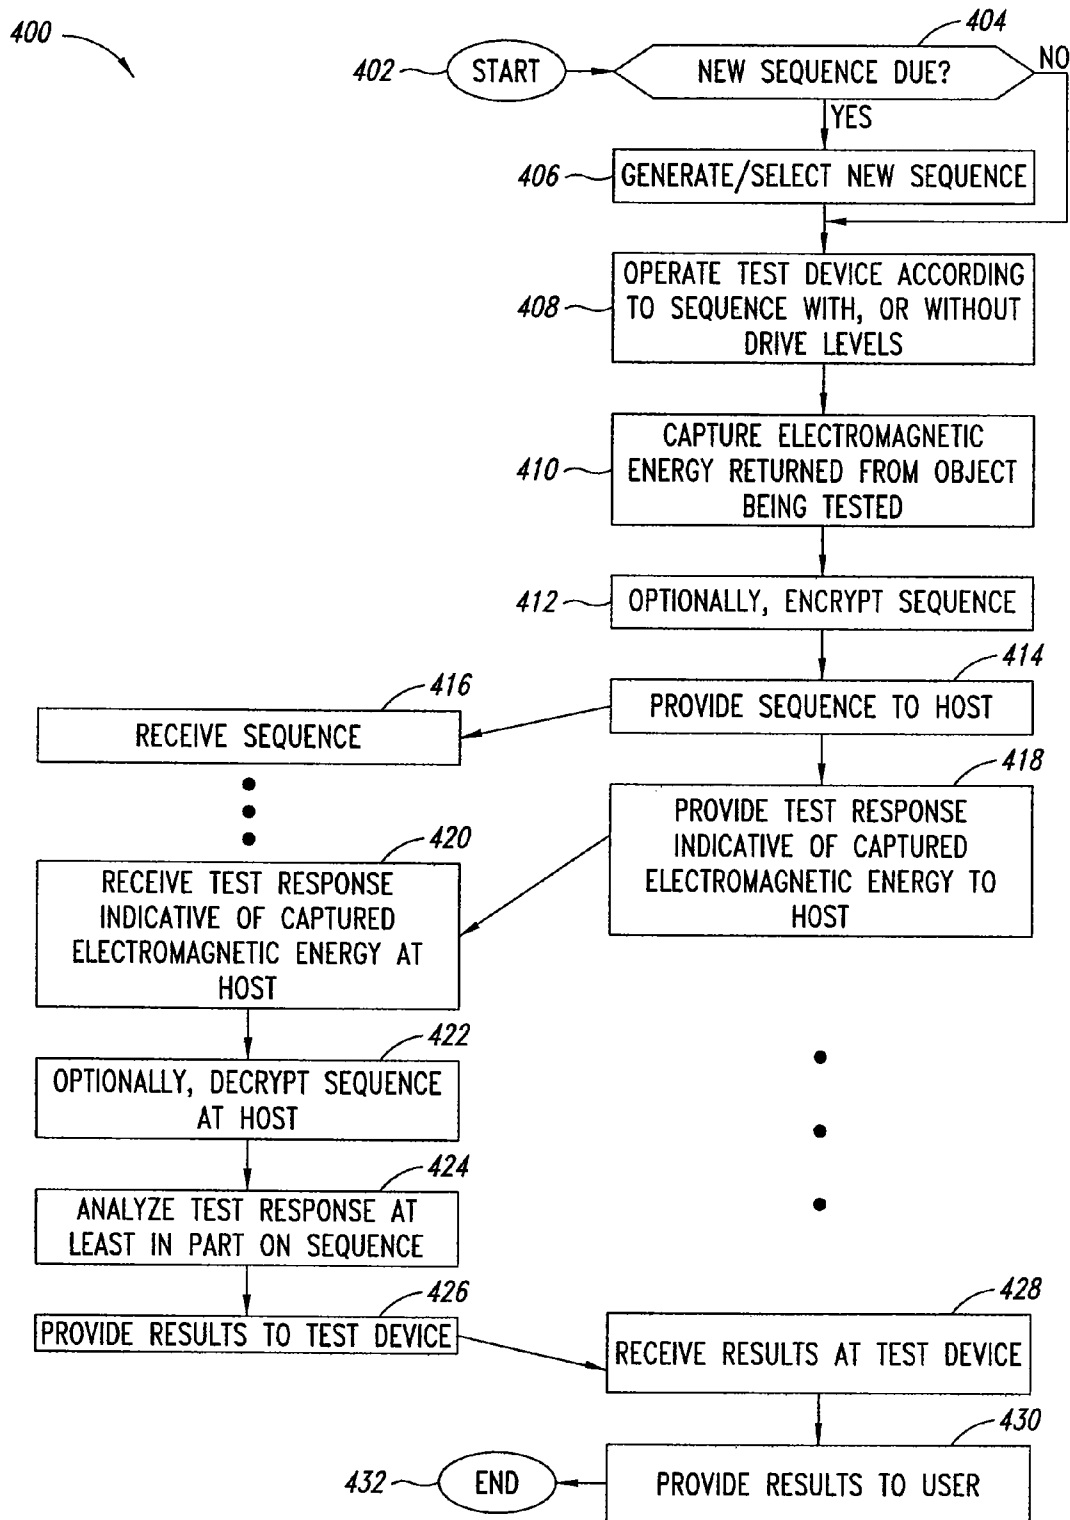 400
402
START
404
NEW SEQUENCE DUE?
NO
YES
406
GENERATE/SELECT NEW SEQUENCE
408
OPERATE TEST DEVICE ACCORDING
TO SEQUENCE WITH, OR WITHOUT
DRIVE LEVELS
410
CAPTURE ELECTROMAGNETIC
ENERGY RETURNED FROM OBJECT
BEING TESTED
412
OPTIONALLY, ENCRYPT SEQUENCE
414
PROVIDE SEQUENCE TO HOST
416
RECEIVE SEQUENCE
418
PROVIDE TEST RESPONSE
INDICATIVE OF CAPTURED
ELECTROMAGNETIC ENERGY TO
HOST
420
RECEIVE TEST RESPONSE
INDICATIVE OF CAPTURED
ELECTROMAGNETIC ENERGY AT
HOST
422
OPTIONALLY, DECRYPT SEQUENCE
AT HOST
424
ANALYZE TEST RESPONSE AT
LEAST IN PART ON SEQUENCE
426
PROVIDE RESULTS TO TEST DEVICE
428
RECEIVE RESULTS AT TEST DEVICE
430
PROVIDE RESULTS TO USER
432
END